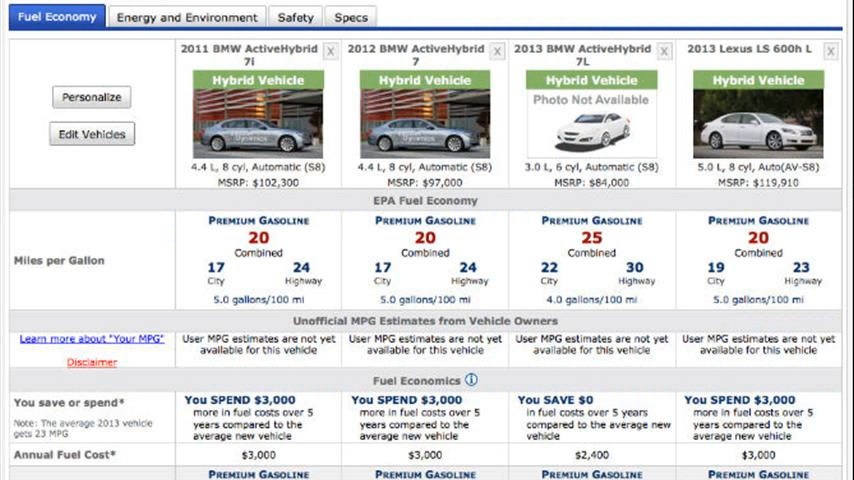 Fuel Economy Energy and Environment Safety Specs
2011 BMW ActiveHybrid 7i X 2012 BMW ActiveHybrid 7 X 2013 BMW ActiveHybrid 7L X 2013 Lexus LS 600h L X
Hybrid Vehicle Hybrid Vehicle Hybrid Vehicle Hybrid Vehicle
Personalize
Photo Not Available
Edit Vehicles
4.4 L, 8 cyl, Automatic (S8) 4.4 L, 8 cyl, Automatic (S8) 3.0 L, 6 cyl, Automatic (S8) 5.0 L, 8 cyl, Auto(AV-S8)
MSRP: $102,300 MSRP: $97,000 MSRP: $84,000 MSRP: $119,910
EPA Fuel Economy
PREMIUM GASOLINE PREMIUM GASOLINE PREMIUM GASOLINE PREMIUM GASOLINE
20 20 25 20
Combined Combined Combined Combined
Miles per Gallon
17 24 17 24 22 30 19 23
City Highway City Highway City Highway City Highway
5.0 gallons/100 mi 5.0 gallons/100 mi 4.0 gallons/100 mi 5.0 gallons/100 mi
Unofficial MPG Estimates from Vehicle Owners
Learn more about "Your MPG"
Disclaimer
User MPG estimates are not yet User MPG estimates are not yet User MPG estimates are not yet User MPG estimates are not yet
available for this vehicle available for this vehicle available for this vehicle available for this vehicle
Fuel Economics
You save or spend*
Note: The average 2013 vehicle
gets 23 MPG
You SPEND $3,000 You SPEND $3,000 You SAVE $0 You SPEND $3,000
more in fuel costs over 5 more in fuel costs over 5 in fuel costs over 5 years more in fuel costs over 5
years compared to the years compared to the compared to the average new years compared to the
average new vehicle average new vehicle vehicle average new vehicle
Annual Fuel Cost* $3,000 $3,000 $2,400 $3,000
PREMIUM GASOLINE PREMIUM GASOLINE PREMIUM GASOLINE PREMIUM GASOLINE